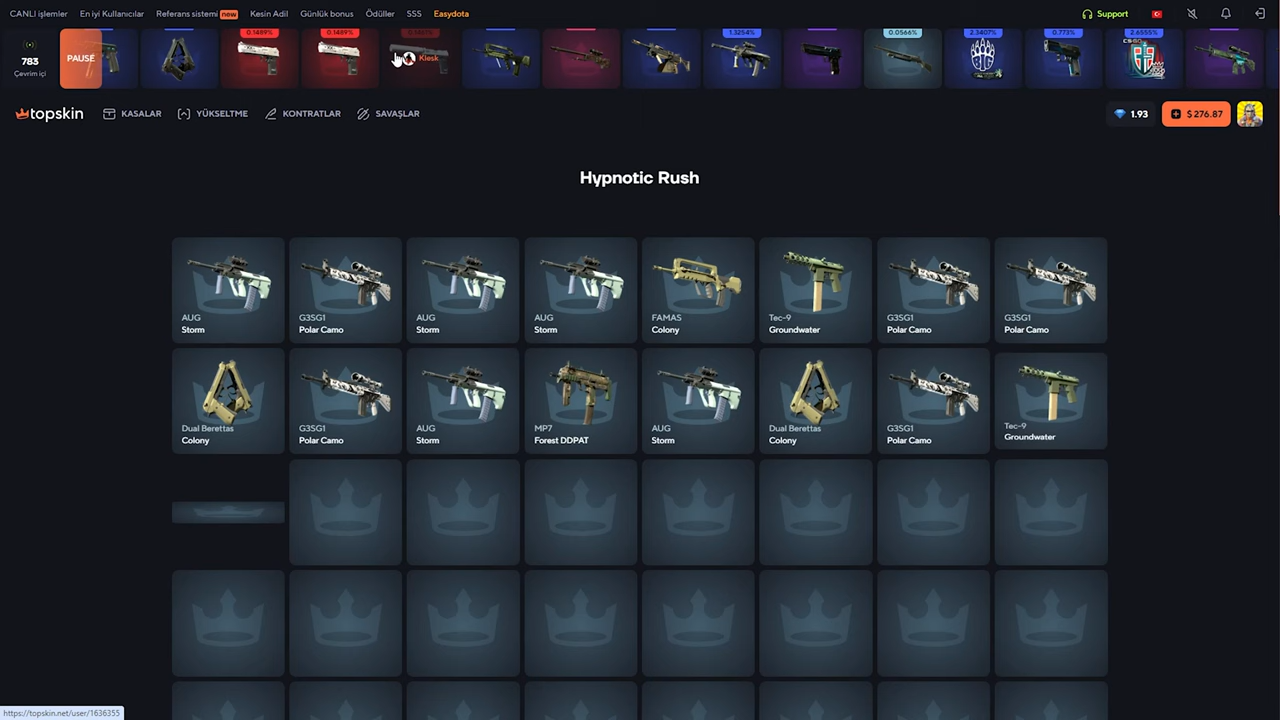 CANLI işlemler En iyi Kullanıcılar Referans sistemi new Kesin Adil Günlük bonus Ödüller SSS Easydota Support
783
Çevrim içi
PAUSE
0.1489% 0.1489% 1.3254% 0.0566% 2.3407% 0.773% 2.6555%
Klesk
topskin KASALAR YÜKSELTME KONTRATLAR SAVAŞLAR 1.93 $ 276.87
Hypnotic Rush
AUG G3SG1 AUG AUG FAMAS Tec-9 G3SG1 G3SG1
Storm Polar Camo Storm Storm Colony Groundwater Polar Camo Polar Camo
Dual Berettas G3SG1 AUG MP7 AUG Dual Berettas G3SG1 Tec-9
Colony Polar Camo Storm Forest DDPAT Storm Colony Polar Camo Groundwater
https://topskin.net/user/1636355